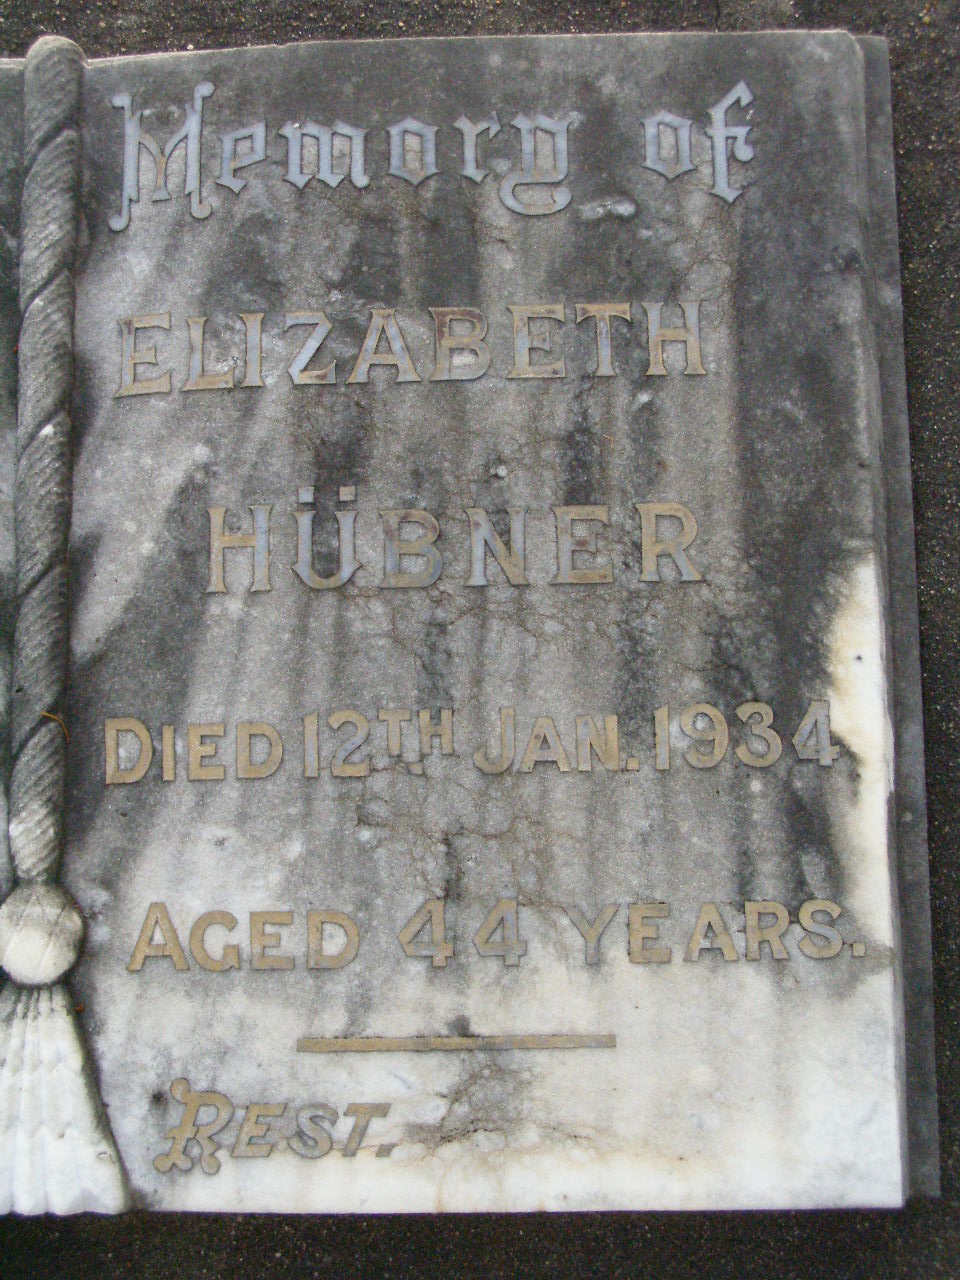 Memory of
ELIZABETH
HÜBNER
DIED 12TH JAN. 1934
AGED 44 YEARS.
REST.